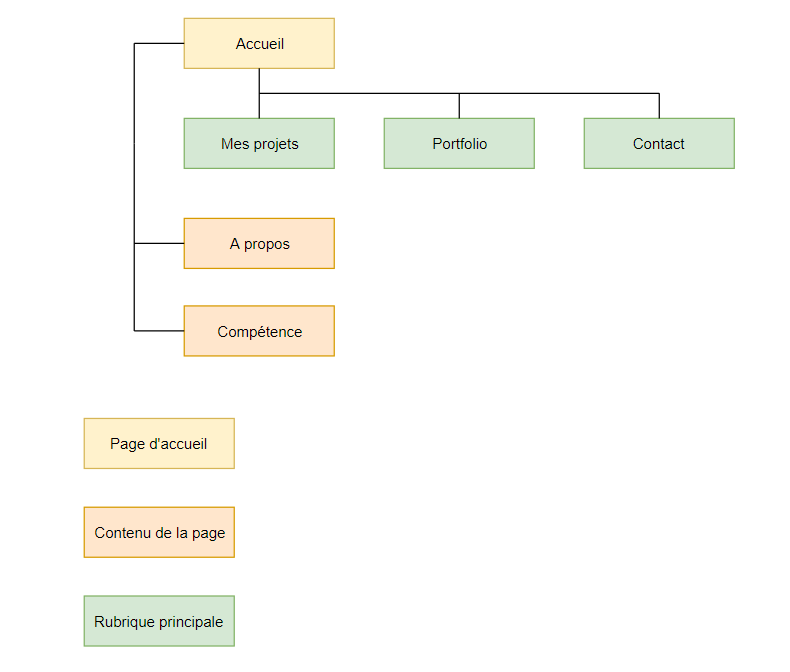 Accueil
Mes projets
Portfolio
Contact
A propos
Compétence
Page d'accueil
Contenu de la page
Rubrique principale